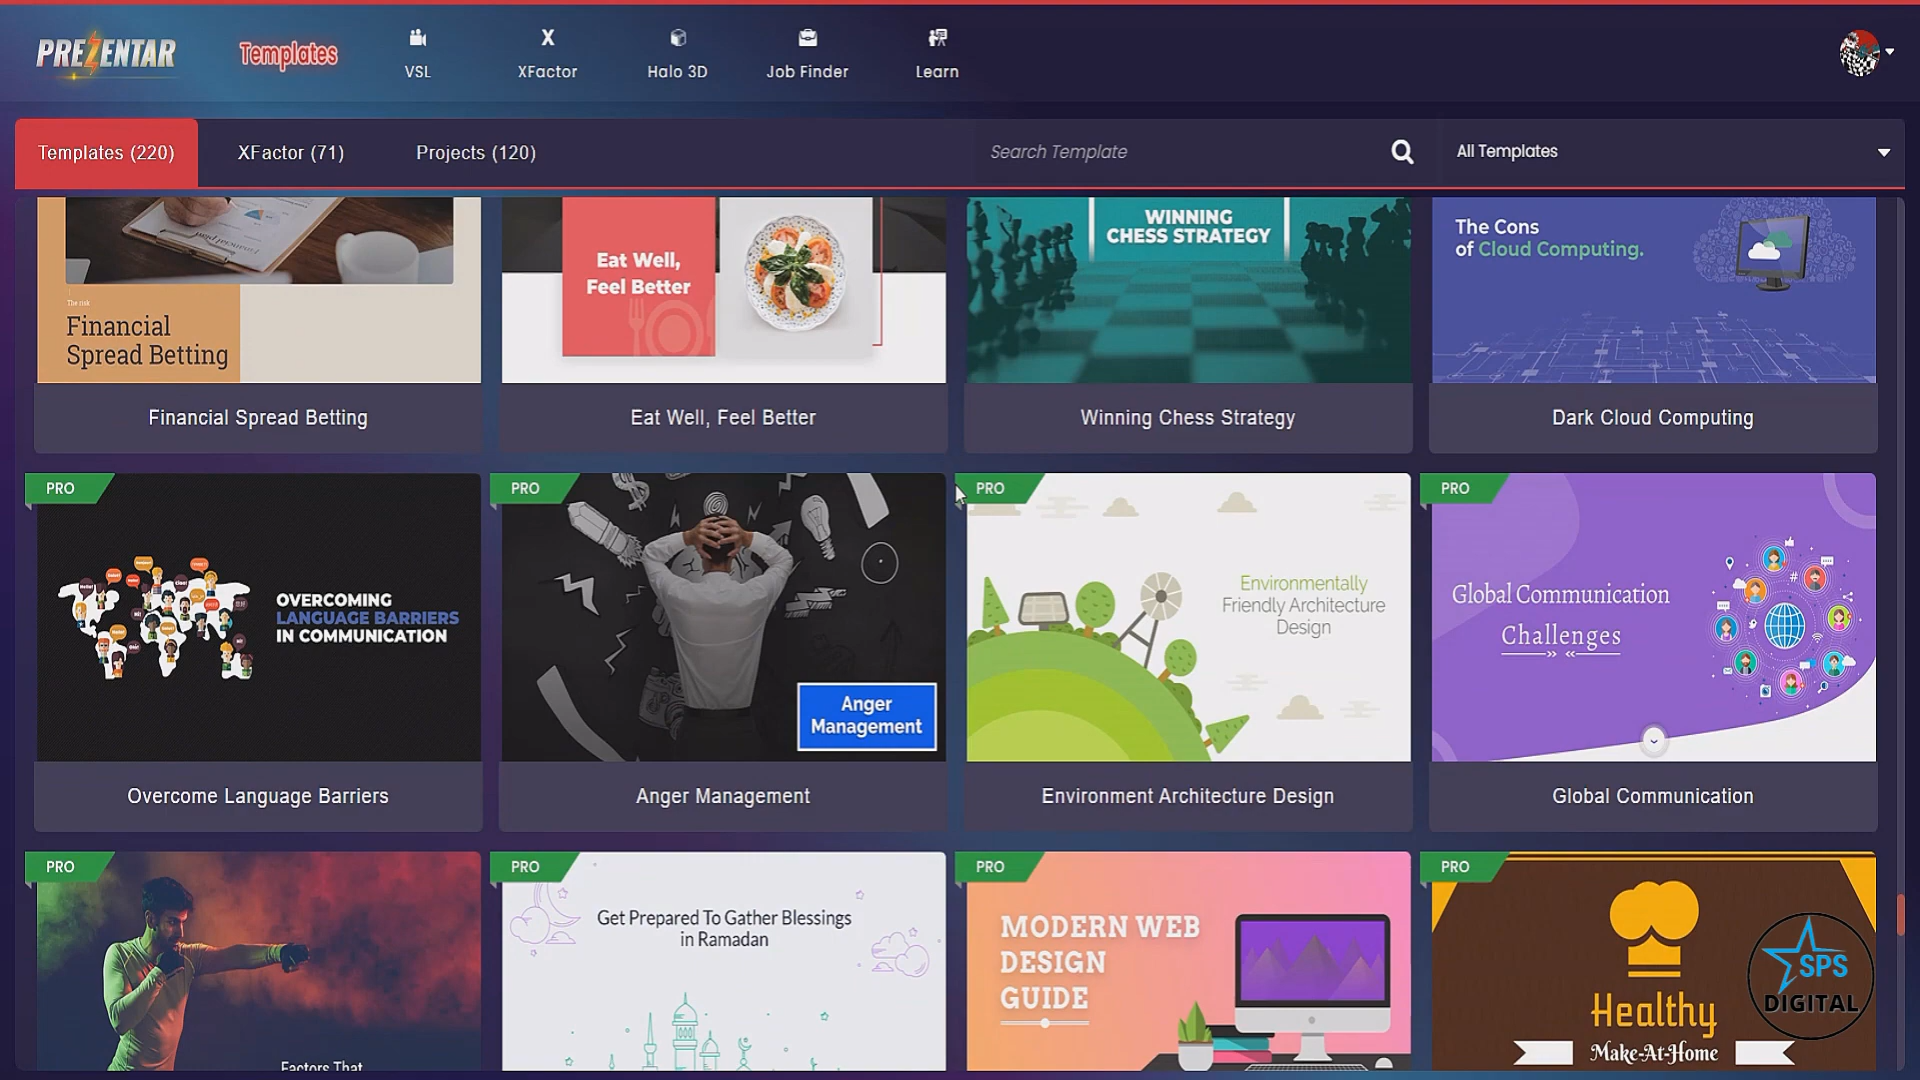 PREZENTAR
Templates
VSL
XFactor
Halo 3D
Job Finder
Learn
Templates (220)
XFactor (71)
Projects (120)
Search Template
All Templates
The risk
Financial
Spread Betting
Eat Well,
Feel Better
WINNING
CHESS STRATEGY
The Cons
of Cloud Computing.
Financial Spread Betting
Eat Well, Feel Better
Winning Chess Strategy
Dark Cloud Computing
PRO
OVERCOMING
LANGUAGE BARRIERS
IN COMMUNICATION
PRO
Anger
Management
PRO
Environmentally
Friendly Architecture
Design
PRO
Global Communication
Challenges
Overcome Language Barriers
Anger Management
Environment Architecture Design
Global Communication
PRO
Factors That
PRO
Get Prepared To Gather Blessings
in Ramadan
PRO
MODERN WEB
DESIGN
GUIDE
PRO
Healthy
Make-At-Home
SPS
DIGITAL